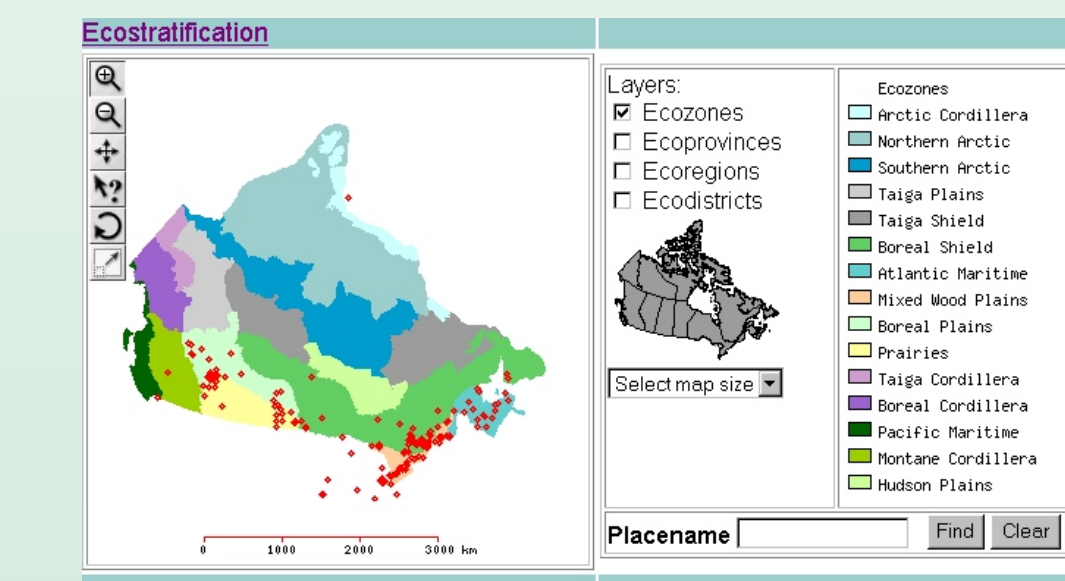 Ecostratification
Layers:
Ecozones
Ecoprovinces
Ecoregions
Ecodistricts
Select map size
Ecozones
Arctic Cordillera
Northern Arctic
Southern Arctic
Taiga Plains
Taiga Shield
Boreal Shield
Atlantic Maritime
Mixed Wood Plains
Boreal Plains
Prairies
Taiga Cordillera
Boreal Cordillera
Pacific Maritime
Montane Cordillera
Hudson Plains
0 1000 2000 3000 km
Placename Find Clear